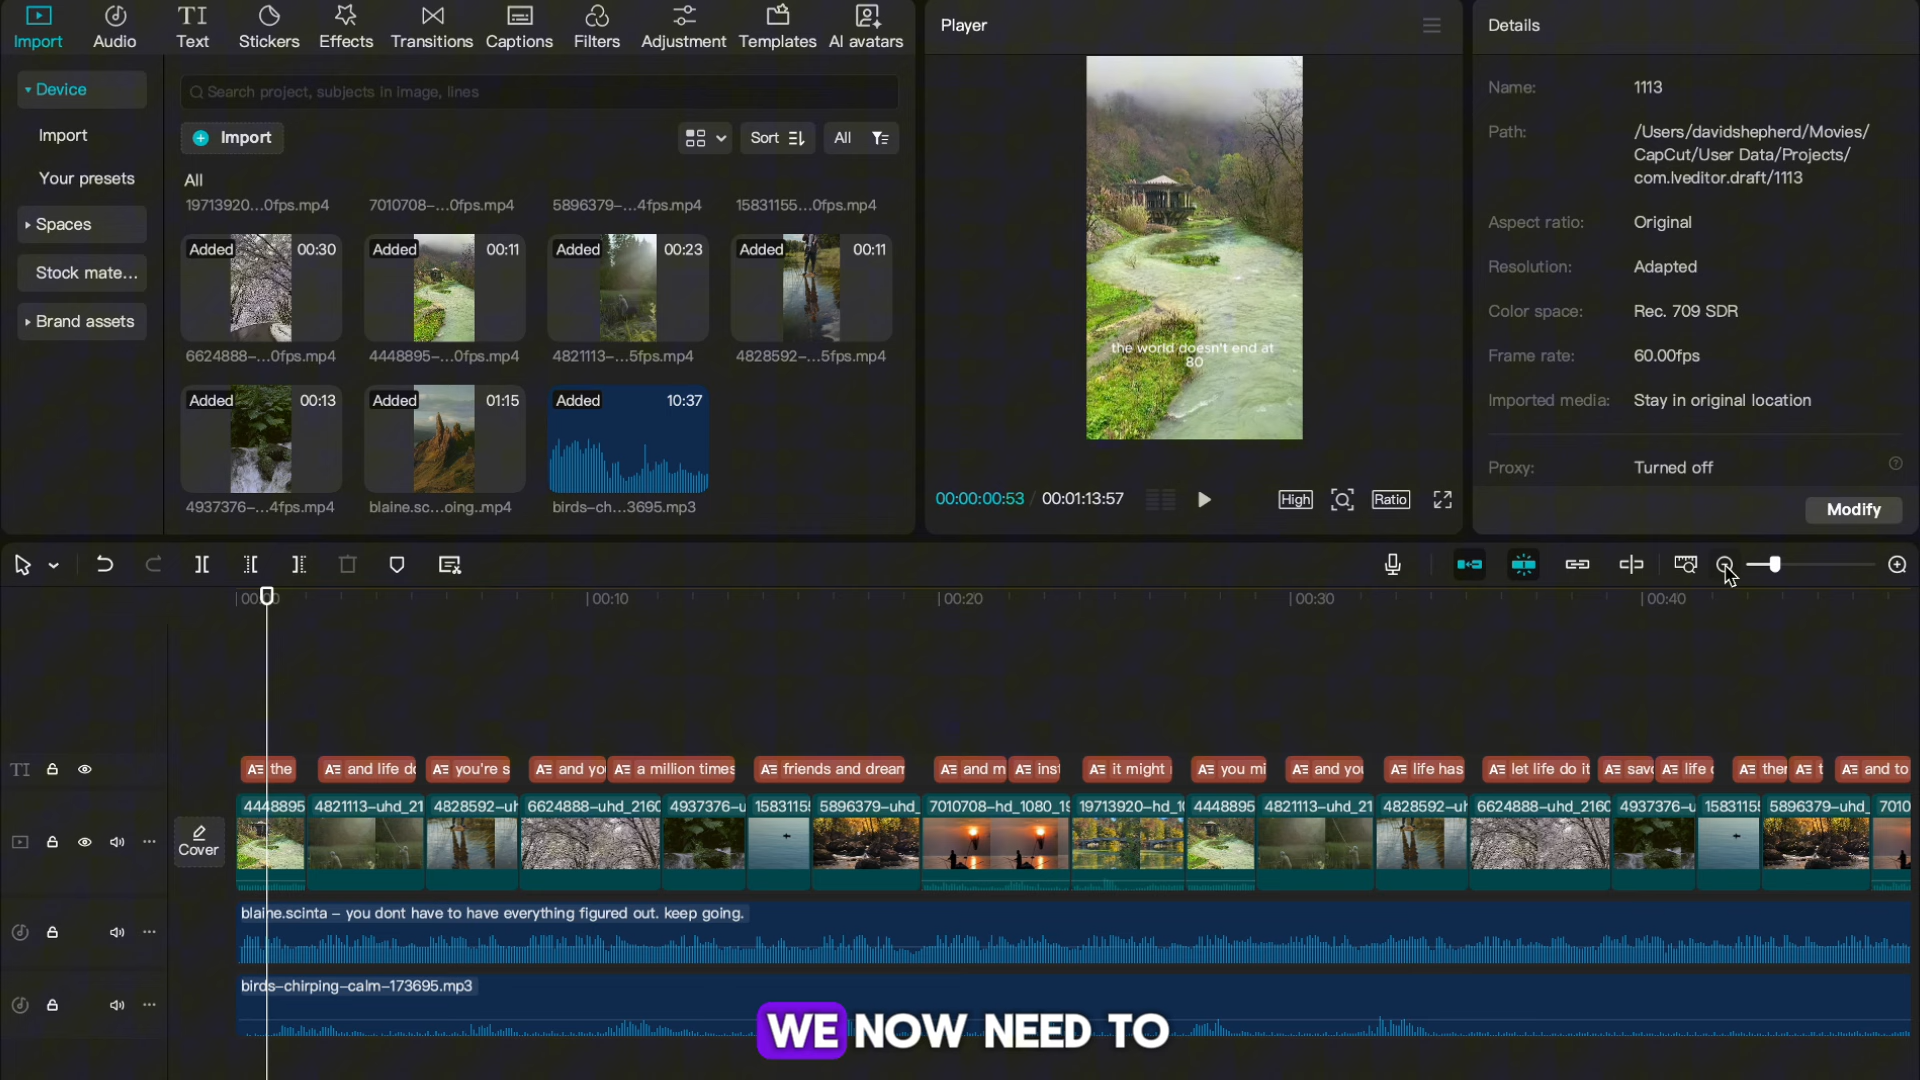 Import
Audio
Text
Stickers
Effects
Transitions
Captions
Filters
Adjustment
Templates
AI avatars
Device
Import
Your presets
Spaces
Stock mate...
Brand assets
Search project, subjects in image, lines
Import
Sort
All
All
19713920...0fps.mp4
7010708-...0fps.mp4
5896379-...4fps.mp4
15831155...0fps.mp4
Added 00:30
Added 00:11
Added 00:23
Added 00:11
6624888-...0fps.mp4
4448895-...0fps.mp4
4821113-...5fps.mp4
4828592-...5fps.mp4
Added 00:13
Added 01:15
Added 10:37
4937376-...4fps.mp4
blaine.sc...oing..mp4
birds-ch...3695.mp3
Player
the world doesn't end at
80
00:00:00:53 / 00:01:13:57
High
Ratio
Details
Name: 1113
Path: /Users/davidshepherd/Movies/
CapCut/User Data/Projects/
com.lveditor.draft/1113
Aspect ratio: Original
Resolution: Adapted
Color space: Rec. 709 SDR
Frame rate: 60.00fps
Imported media: Stay in original location
Proxy: Turned off
Modify
00:10
00:20
00:30
00:40
TI
the
and life do
you're s
and you
a million times
friends and dream
and m
inst
it might
you mi
and you
life has
let life do it
save
life
then
t
and to
Cover
4448895
4821113-uhd_21
4828592-uh
6624888-uhd_2160
4937376-u
1583115
5896379-uhd_
7010708-hd_1080_19
19713920-hd_1
4448895
4821113-uhd_21
4828592-uh
6624888-uhd_2160
4937376-u
1583115
5896379-uhd_
7010
blaine.scinta - you dont have to have everything figured out. keep going.
birds-chirping-calm-173695.mp3
WE NOW NEED TO